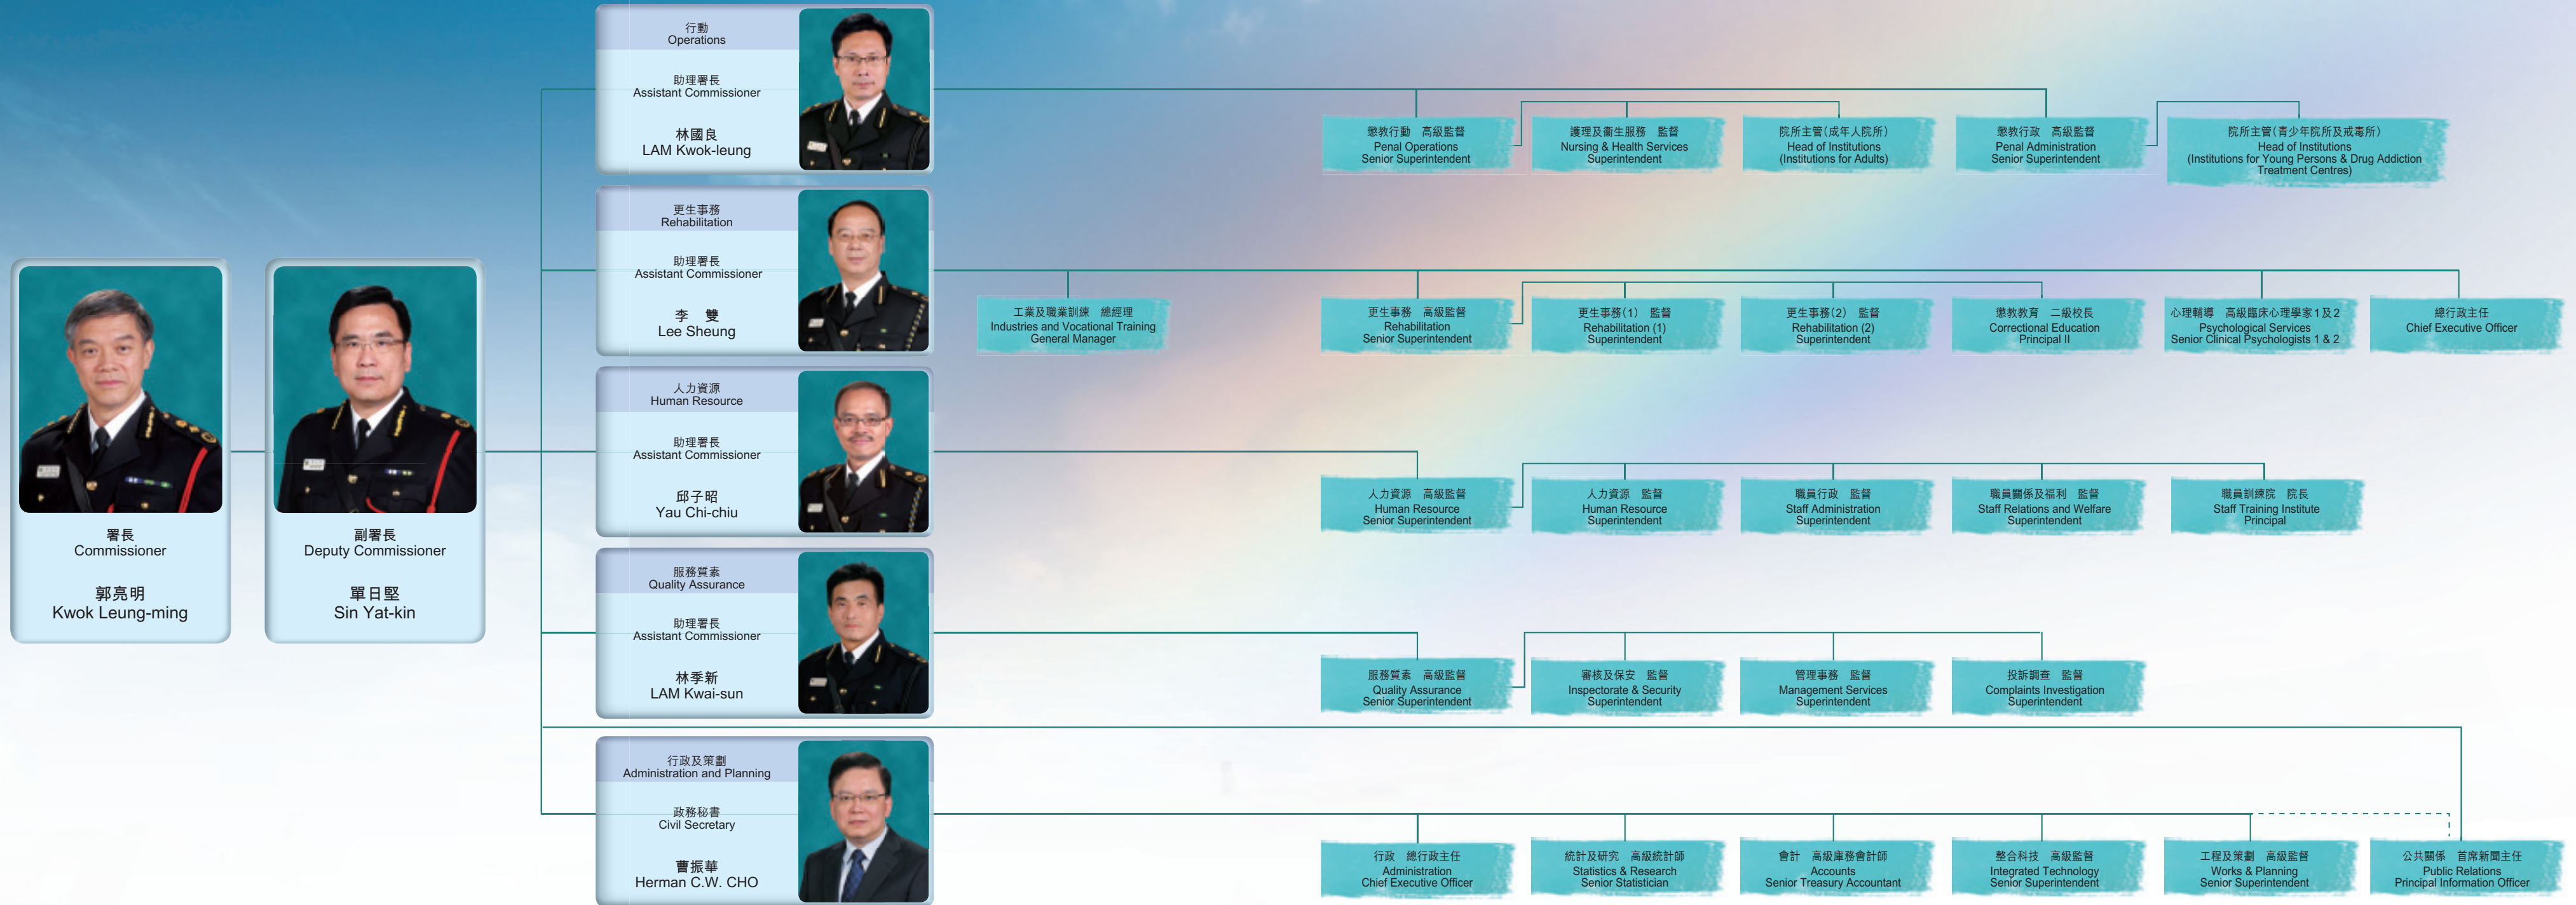 署長
Commissioner
郭亮明
Kwok Leung-ming
副署長
Deputy Commissioner
單日堅
Sin Yat-kin
行動
Operations
助理署長
Assistant Commissioner
林國良
LAM Kwok-leung
懲教行動 高級監督
Penal Operations
Senior Superintendent
護理及衞生服務 監督
Nursing & Health Services
Superintendent
院所主管(成年人院所)
Head of Institutions
(Institutions for Adults)
懲教行政 高級監督
Penal Administration
Senior Superintendent
院所主管(青少年院所及戒毒所)
Head of Institutions
(Institutions for Young Persons & Drug Addiction
Treatment Centres)
更生事務
Rehabilitation
助理署長
Assistant Commissioner
李 雙
Lee Sheung
工業及職業訓練 總經理
Industries and Vocational Training
General Manager
更生事務 高級監督
Rehabilitation
Senior Superintendent
更生事務(1) 監督
Rehabilitation (1)
Superintendent
更生事務(2) 監督
Rehabilitation (2)
Superintendent
懲教教育 二級校長
Correctional Education
Principal II
心理輔導 高級臨床心理學家1及2
Psychological Services
Senior Clinical Psychologists 1 & 2
總行政主任
Chief Executive Officer
人力資源
Human Resource
助理署長
Assistant Commissioner
邱子昭
Yau Chi-chiu
人力資源 高級監督
Human Resource
Senior Superintendent
人力資源 監督
Human Resource
Superintendent
職員行政 監督
Staff Administration
Superintendent
職員關係及福利 監督
Staff Relations and Welfare
Superintendent
職員訓練院 院長
Staff Training Institute
Principal
服務質素
Quality Assurance
助理署長
Assistant Commissioner
林季新
LAM Kwai-sun
服務質素 高級監督
Quality Assurance
Senior Superintendent
審核及保安 監督
Inspectorate & Security
Superintendent
管理事務 監督
Management Services
Superintendent
投訴調查 監督
Complaints Investigation
Superintendent
行政及策劃
Administration and Planning
政務秘書
Civil Secretary
曹振華
Herman C.W. CHO
行政 總行政主任
Administration
Chief Executive Officer
統計及研究 高級統計師
Statistics & Research
Senior Statistician
會計 高級庫務會計師
Accounts
Senior Treasury Accountant
整合科技 高級監督
Integrated Technology
Senior Superintendent
工程及策劃 高級監督
Works & Planning
Senior Superintendent
公共關係 首席新聞主任
Public Relations
Principal Information Officer